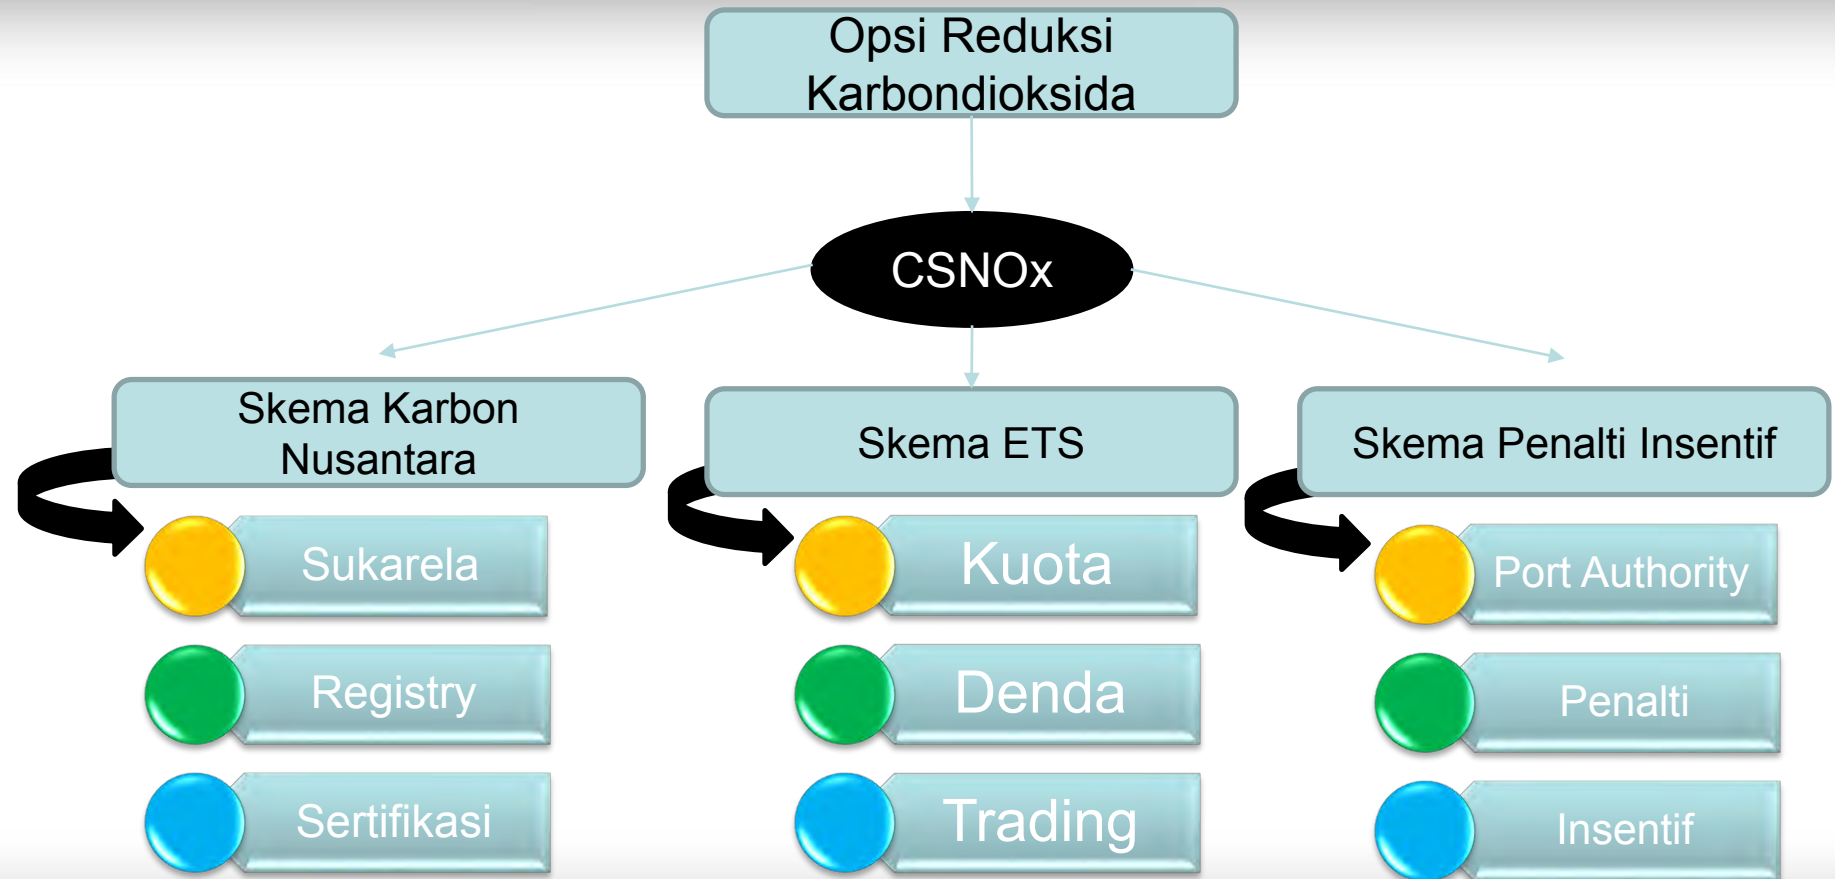 Opsi Reduksi
Karbondioksida
CSNOx
Skema Karbon
Nusantara
Sukarela
Registry
Sertifikasi
Skema ETS
Kuota
Denda
Trading
Skema Penalti Insentif
Port Authority
Penalti
Insentif